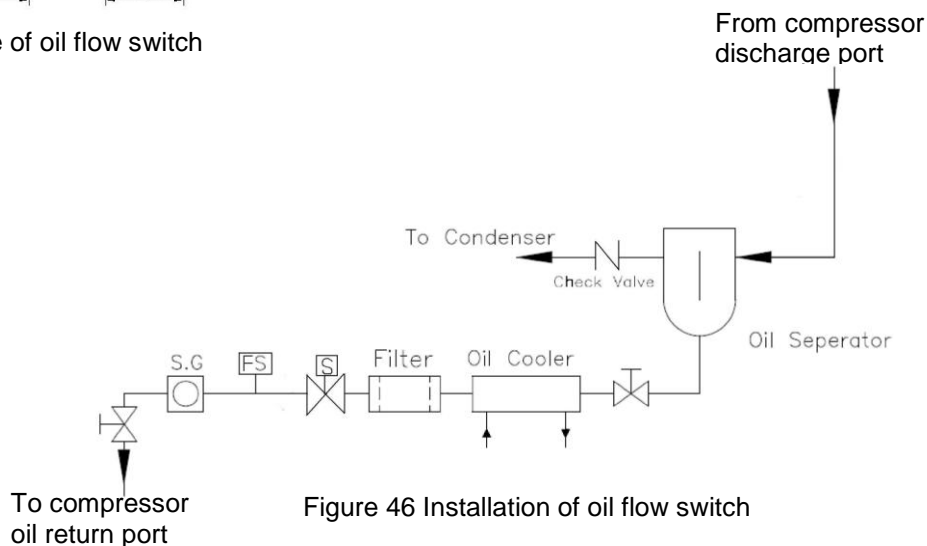 e of oil flow switch
From compressor
discharge port
To Condenser
Check Valve
Oil Seperator
S.G
FS
S
Filter
Oil Cooler
To compressor
oil return port
Figure 46 Installation of oil flow switch